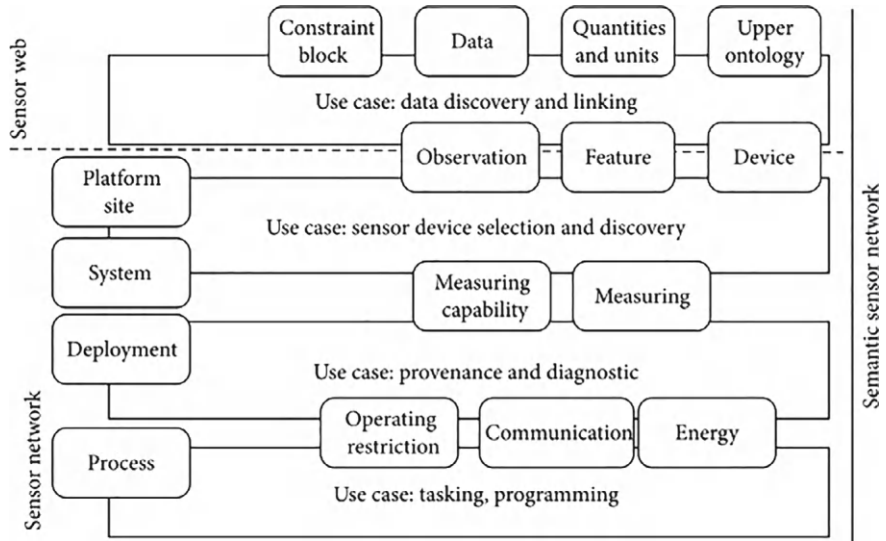 Constraint
block
Data
Quantities
and units
Upper
ontology
Sensor web
Use case: data discovery and linking
Observation
Feature
Device
Platform
site
Use case: sensor device selection and discovery
System
Measuring
capability
Measuring
Deployment
Use case: provenance and diagnostic
Operating
restriction
Communication
Energy
Process
Use case: tasking, programming
Sensor network
Semantic sensor network